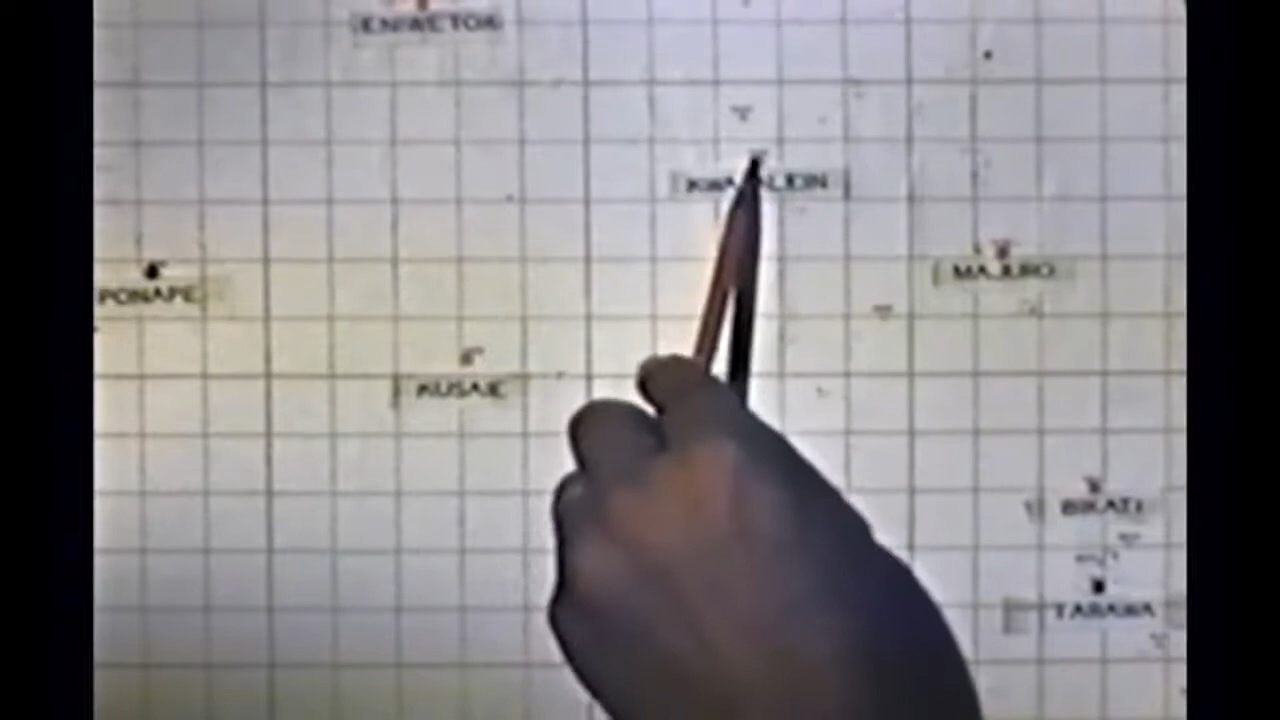 ENIWETOK
KWAJALEIN
MAJURO
PONAPE
KUSAIE
TARAWA